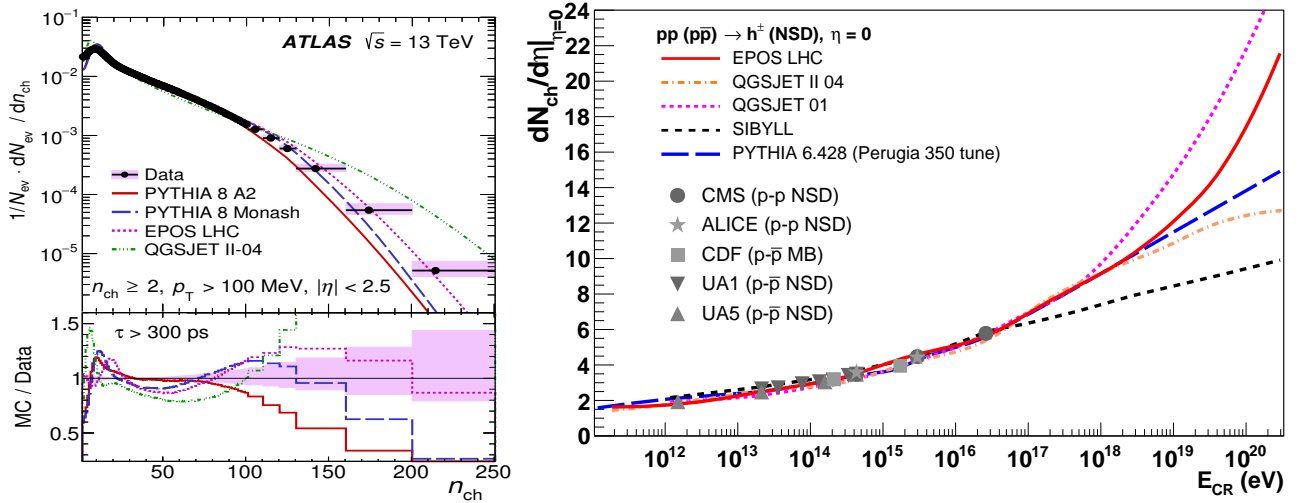 ATLAS √s = 13 TeV
1/N_ev · dN_ev / dn_ch
10⁻¹
10⁻²
10⁻³
10⁻⁴
10⁻⁵
Data
PYTHIA 8 A2
PYTHIA 8 Monash
EPOS LHC
QGSJET II-04
n_ch ≥ 2, p_T > 100 MeV, |η| < 2.5
MC / Data
1.5
1
0.5
τ > 300 ps
50 100 150 200 250
n_ch
dN_ch/dη|_η=0
24
22
20
18
16
14
12
10
8
6
4
2
0
pp (pp̅) → h^± (NSD), η = 0
EPOS LHC
QGSJET II 04
QGSJET 01
SIBYLL
PYTHIA 6.428 (Perugia 350 tune)
CMS (p-p NSD)
ALICE (p-p NSD)
CDF (p-p̅ MB)
UA1 (p-p̅ NSD)
UA5 (p-p̅ NSD)
10¹² 10¹³ 10¹⁴ 10¹⁵ 10¹⁶ 10¹⁷ 10¹⁸ 10¹⁹ 10²⁰
E_CR (eV)